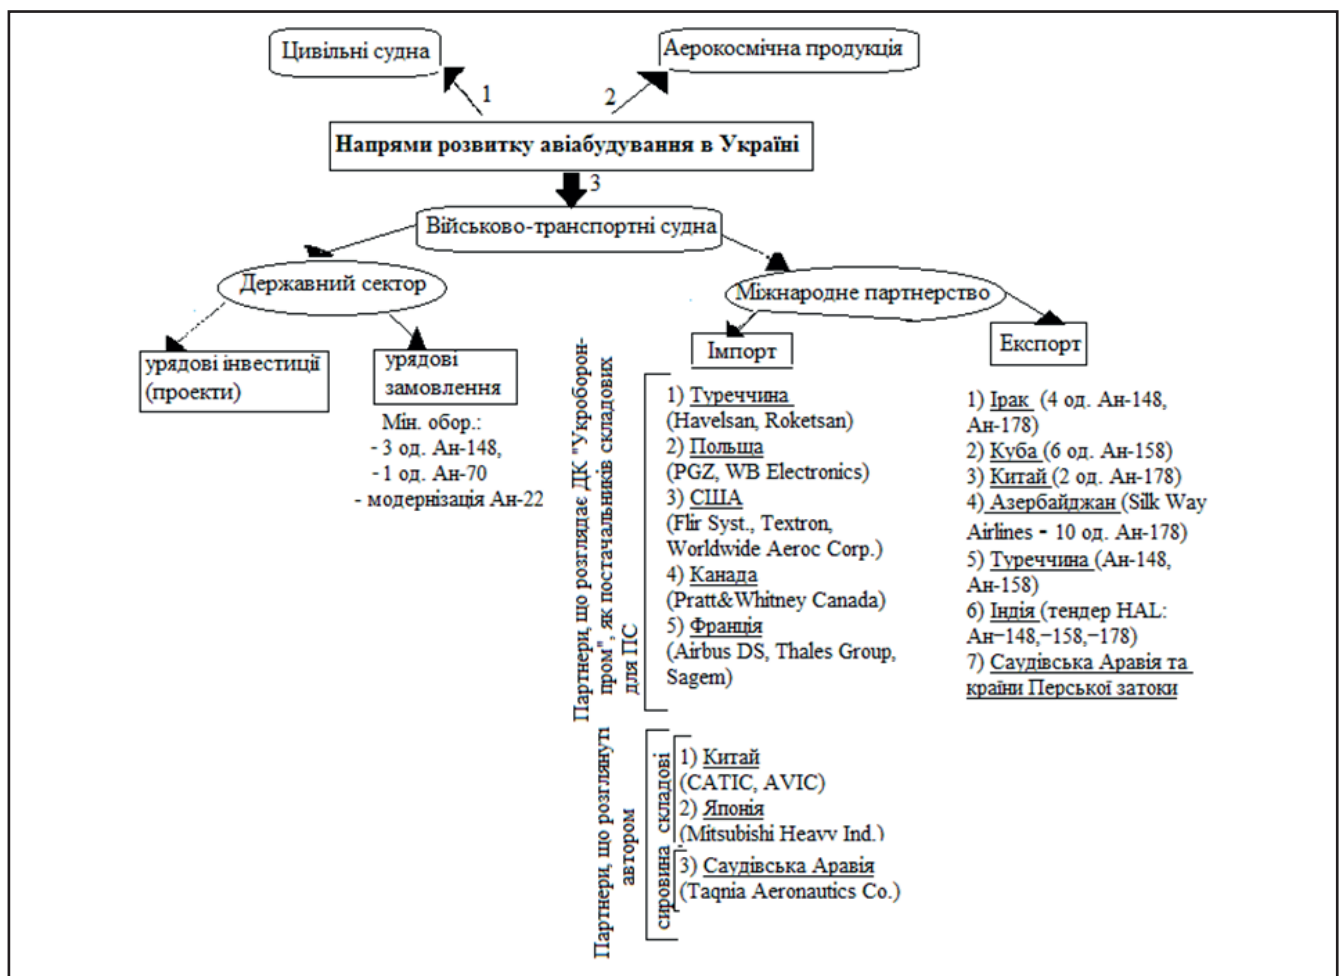 Цивільні судна
Аерокосмічна продукція
1
2
Напрями розвитку авіабудування в Україні
3
Військово-транспортні судна
Державний сектор
Міжнародне партнерство
урядові інвестиції
(проекти)
урядові
замовлення
Мін. обор.:
- 3 од. Ан-148,
- 1 од. Ан-70
- модернізація Ан-22
Імпорт
Експорт
Партнери, що розглядає ДК "Укроборон-
пром", як постачальників складових
для ПС
1) Туреччина
(Havelsan, Roketsan)
2) Польща
(PGZ, WB Electronics)
3) США
(Flir Syst., Textron,
Worldwide Aeroc Corp.)
4) Канада
(Pratt&Whitney Canada)
5) Франція
(Airbus DS, Thales Group,
Sagem)
1) Ірак (4 од. Ан-148,
Ан-178)
2) Куба (6 од. Ан-158)
3) Китай (2 од. Ан-178)
4) Азербайджан (Silk Way
Airlines - 10 од. Ан-178)
5) Туреччина (Ан-148,
Ан-158)
6) Індія (тендер HAL:
Ан−148,−158,−178)
7) Саудівська Аравія та
країни Перської затоки
Партнери, що розглянуті
автором
складові
1) Китай
(CATIC, AVIC)
2) Японія
(Mitsubishi Heavy Ind.)
сировина
3) Саудівська Аравія
(Taqnia Aeronautics Co.)